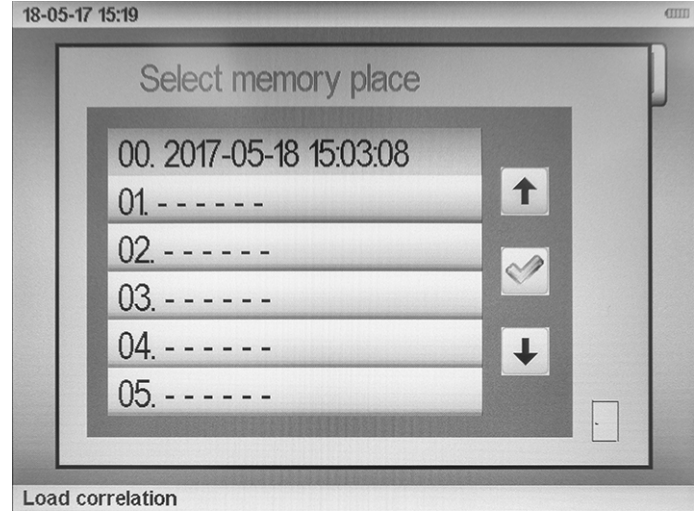 18-05-17 15:19
Select memory place
00. 2017-05-18 15:03:08
01. - - - - - -
02. - - - - - -
03. - - - - - -
04. - - - - - -
05. - - - - - -
Load correlation